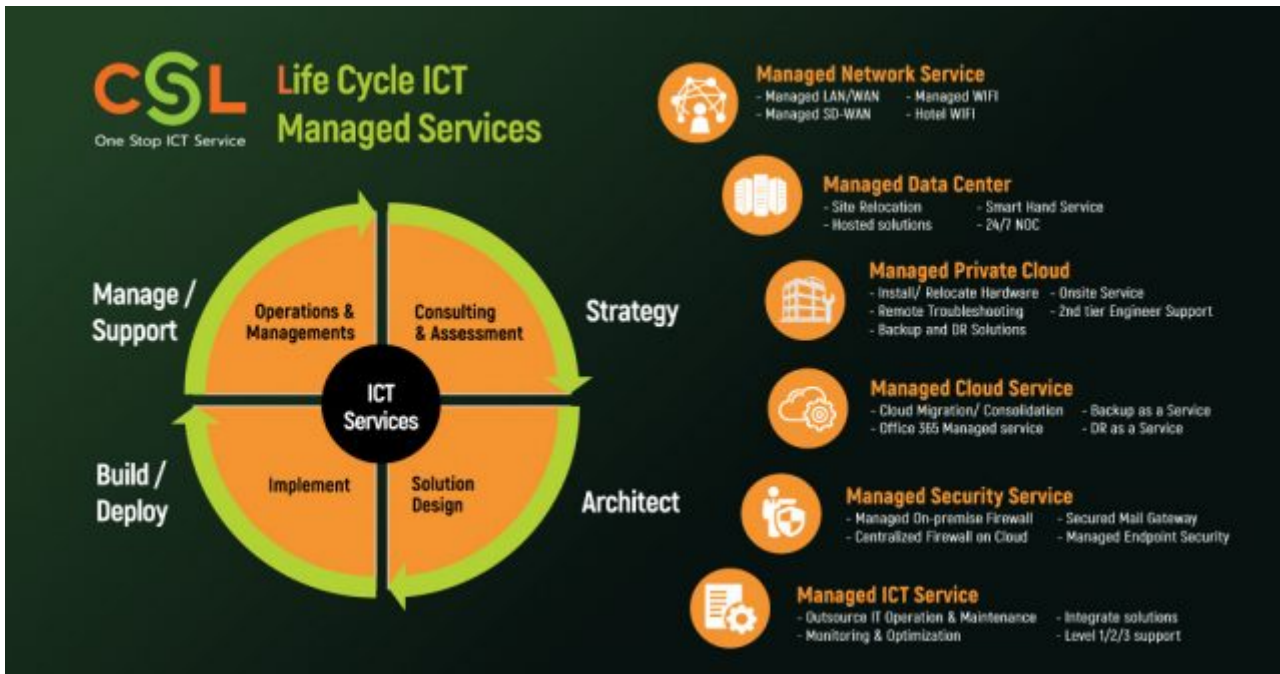 CSL
One Stop ICT Service
Life Cycle ICT
Managed Services
Manage /
Support
Operations &
Managements
Consulting
& Assessment
Strategy
ICT
Services
Build /
Deploy
Implement
Solution
Design
Architect
Managed Network Service
- Managed LAN/WAN - Managed WIFI
- Managed SD-WAN - Hotel WIFI
Managed Data Center
- Site Relocation - Smart Hand Service
- Hosted solutions - 24/7 NOC
Managed Private Cloud
- Install/ Relocate Hardware - Onsite Service
- Remote Troubleshooting - 2nd tier Engineer Support
- Backup and DR Solutions
Managed Cloud Service
- Cloud Migration/ Consolidation - Backup as a Service
- Office 365 Managed service - DR as a Service
Managed Security Service
- Managed On-premise Firewall - Secured Mail Gateway
- Centralized Firewall on Cloud - Managed Endpoint Security
Managed ICT Service
- Outsource IT Operation & Maintenance - Integrate solutions
- Monitoring & Optimization - Level 1/2/3 support